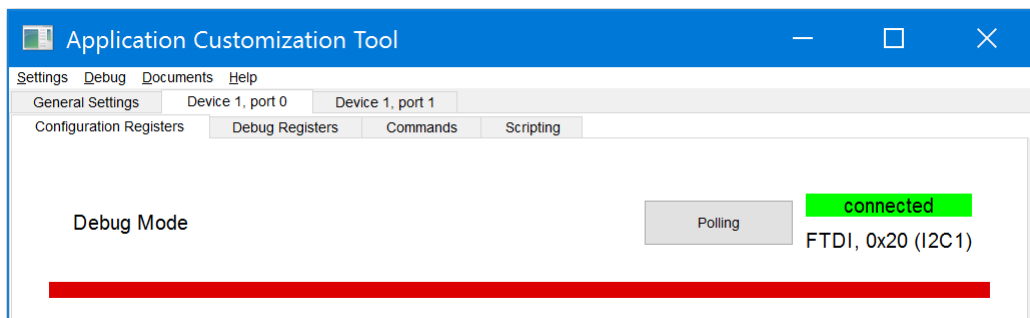 Application Customization Tool
Settings Debug Documents Help
General Settings Device 1, port 0 Device 1, port 1
Configuration Registers Debug Registers Commands Scripting
connected
Debug Mode Polling
FTDI, 0x20 (I2C1)